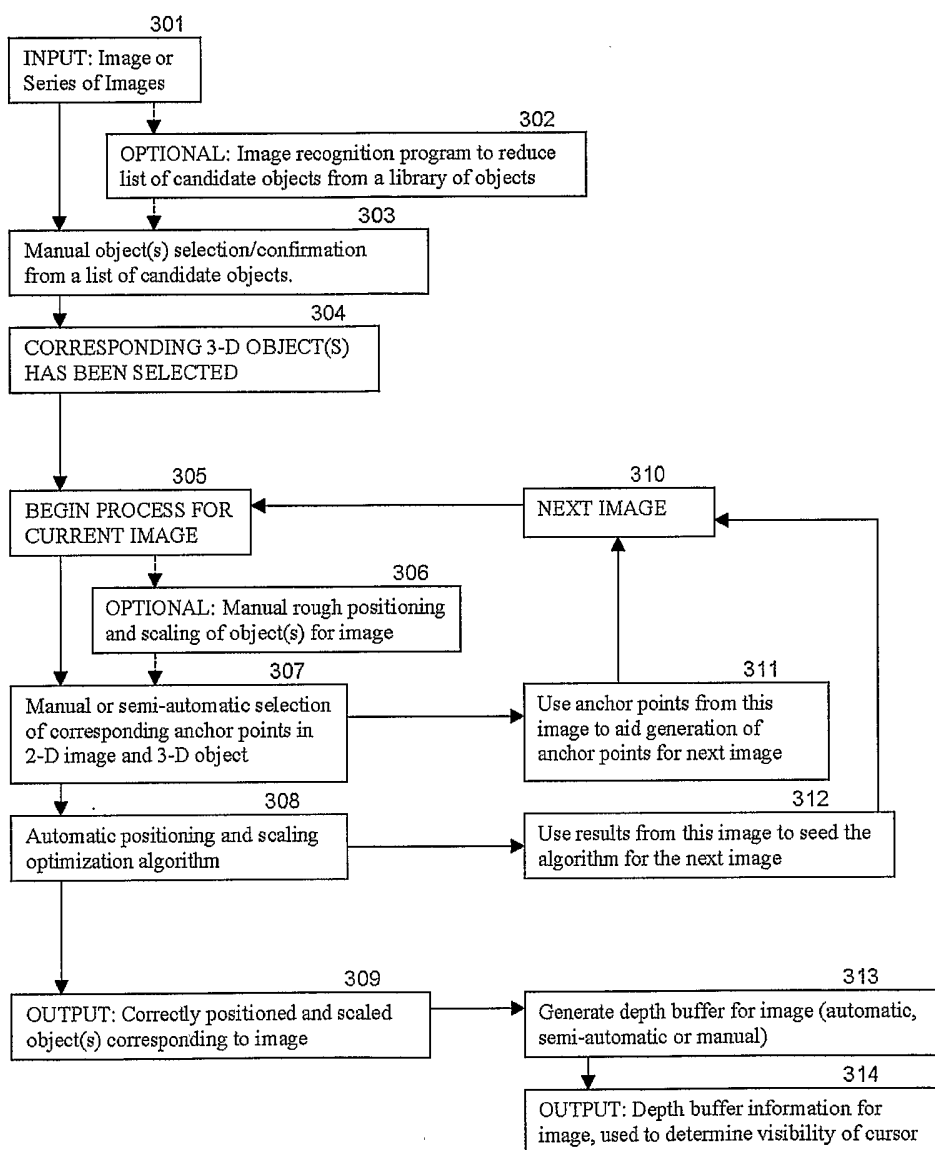 301
INPUT: Image or
Series of Images
302
OPTIONAL: Image recognition program to reduce
list of candidate objects from a library of objects
303
Manual object(s) selection/confirmation
from a list of candidate objects.
304
CORRESPONDING 3-D OBJECT(S)
HAS BEEN SELECTED
305
BEGIN PROCESS FOR
CURRENT IMAGE
310
NEXT IMAGE
306
OPTIONAL: Manual rough positioning
and scaling of object(s) for image
307
Manual or semi-automatic selection
of corresponding anchor points in
2-D image and 3-D object
311
Use anchor points from this
image to aid generation of
anchor points for next image
308
Automatic positioning and scaling
optimization algorithm
312
Use results from this image to seed the
algorithm for the next image
309
OUTPUT: Correctly positioned and scaled
object(s) corresponding to image
313
Generate depth buffer for image (automatic,
semi-automatic or manual)
314
OUTPUT: Depth buffer information for
image, used to determine visibility of cursor